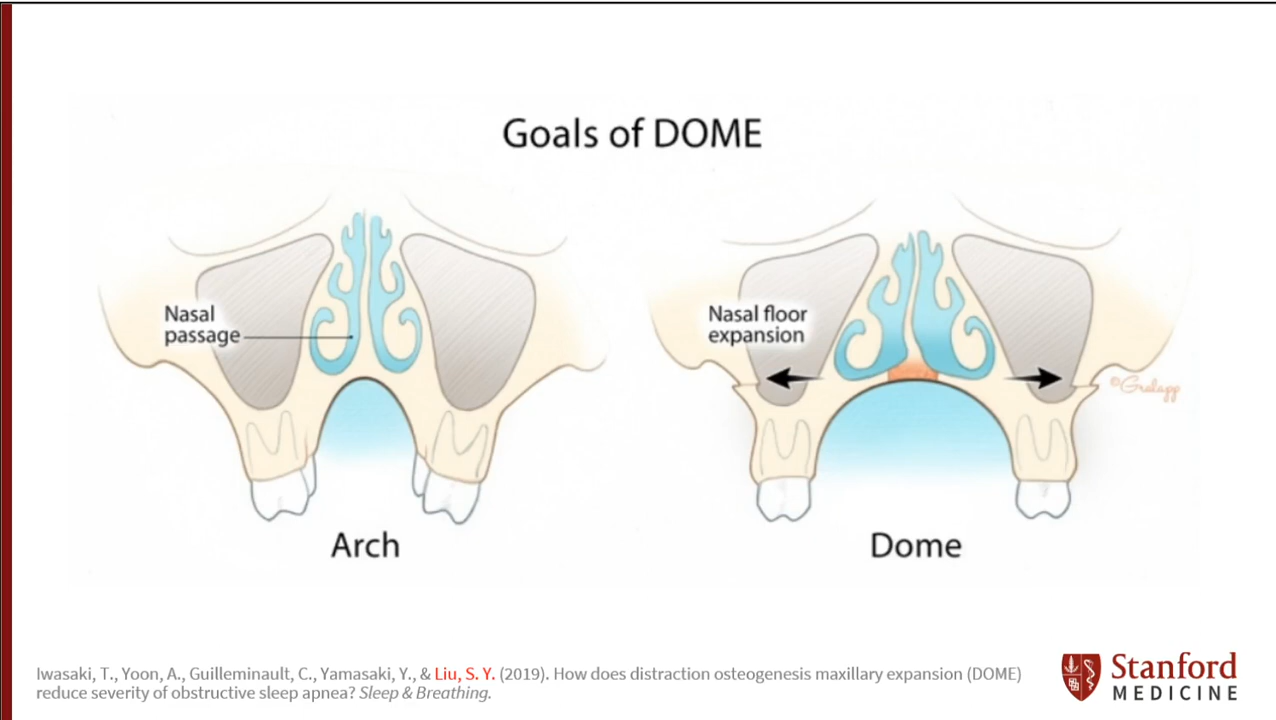 Goals of DOME
Nasal
passage
Nasal floor
expansion
©Gralapp
Arch
Dome
Iwasaki, T., Yoon, A., Guilleminault, C., Yamasaki, Y., & Liu, S. Y. (2019). How does distraction osteogenesis maxillary expansion (DOME)
reduce severity of obstructive sleep apnea? Sleep & Breathing.
Stanford
MEDICINE